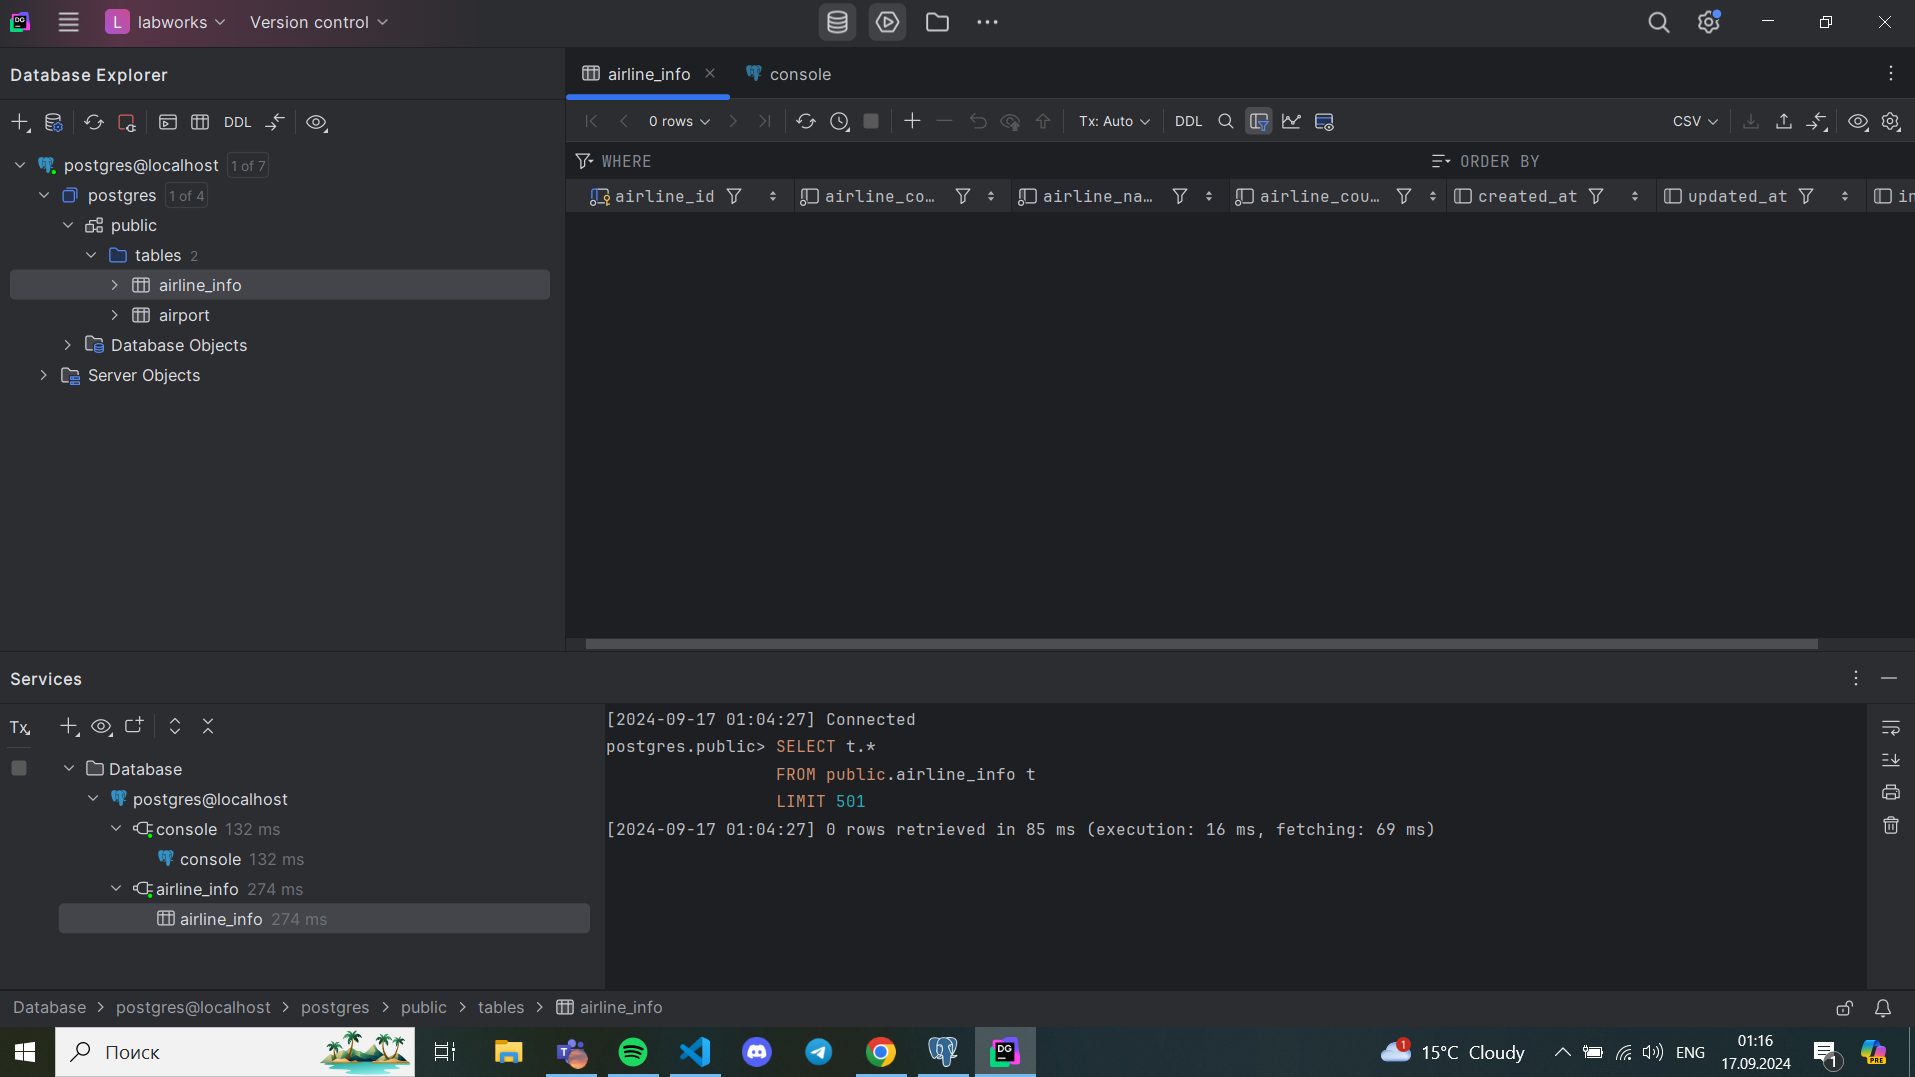 L labworks Version control
Database Explorer
airline_info console
DDL
0 rows Tx: Auto DDL CSV
postgres@localhost 1 of 7
WHERE ORDER BY
postgres 1 of 4
airline_id airline_co... airline_na... airline_cou... created_at updated_at in
public
tables 2
airline_info
airport
Database Objects
Server Objects
Services
Tx
[2024-09-17 01:04:27] Connected
postgres.public> SELECT t.*
FROM public.airline_info t
LIMIT 501
[2024-09-17 01:04:27] 0 rows retrieved in 85 ms (execution: 16 ms, fetching: 69 ms)
Database
postgres@localhost
console 132 ms
console 132 ms
airline_info 274 ms
airline_info 274 ms
Database > postgres@localhost > postgres > public > tables > airline_info
Поиск
DG
1 15°C Cloudy
ENG
01:16
17.09.2024
1
PRE